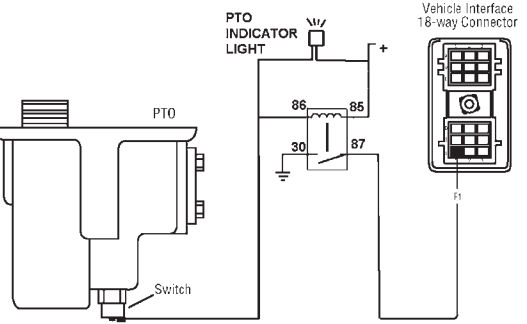 Vehicle Interface
18-way Connector
PTO
INDICATOR
LIGHT
+
86
85
PTO
30
87
F1
Switch